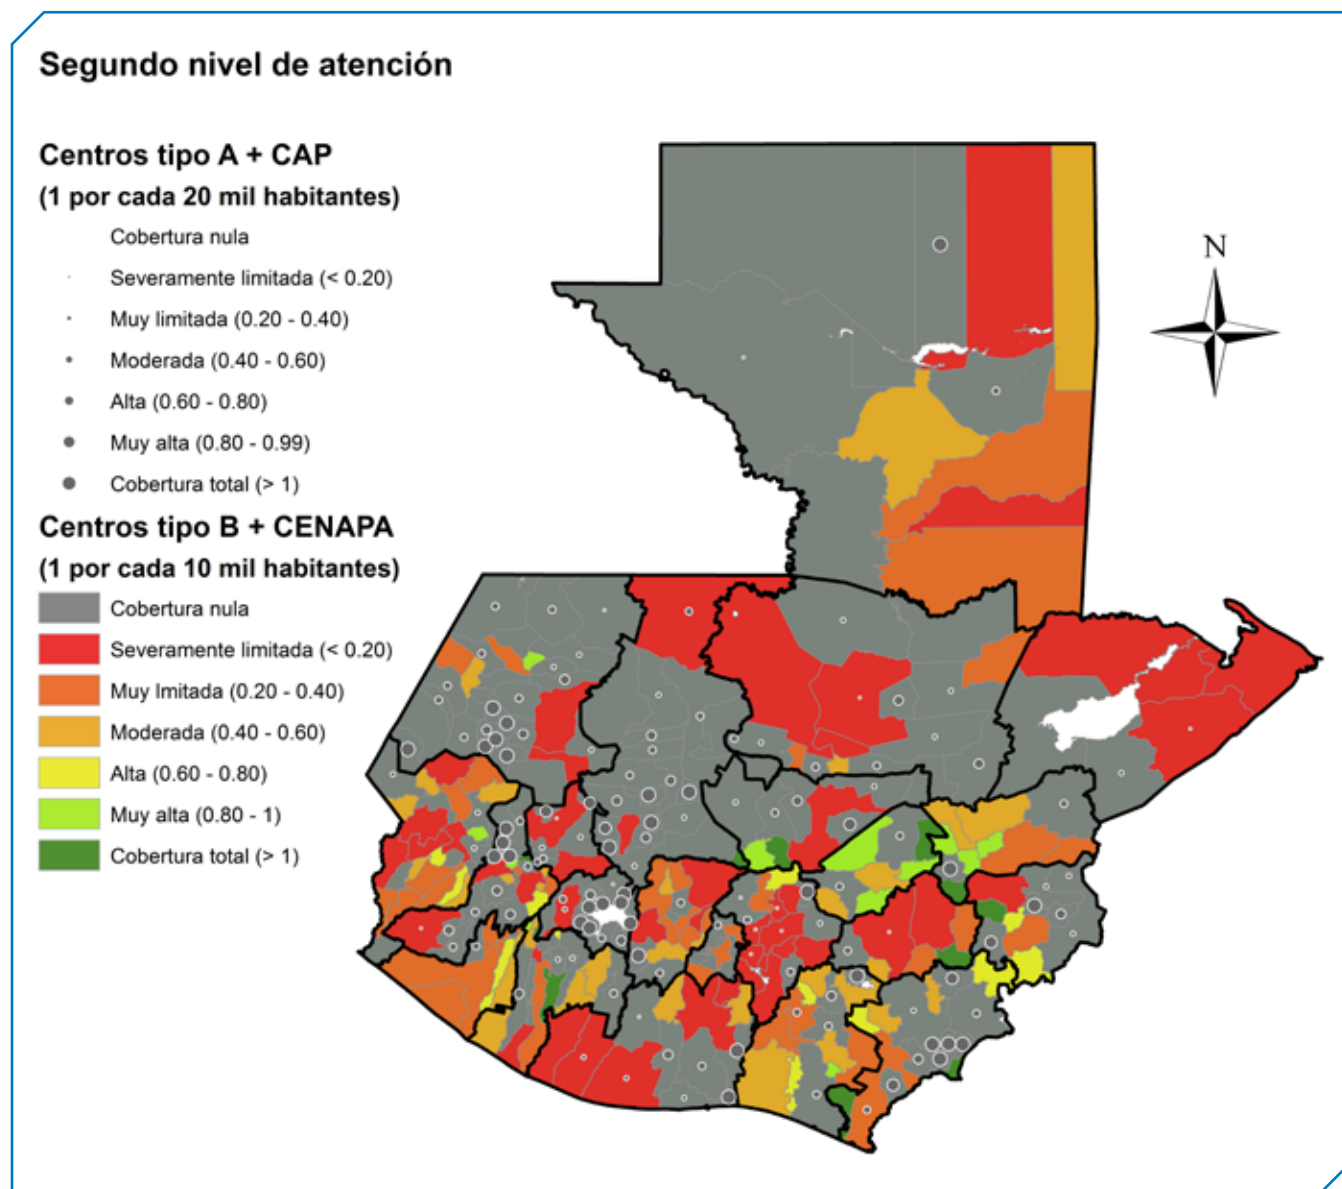 Segundo nivel de atención
Centros tipo A + CAP
(1 por cada 20 mil habitantes)
Cobertura nula
Severamente limitada (< 0.20)
Muy limitada (0.20 - 0.40)
Moderada (0.40 - 0.60)
Alta (0.60 - 0.80)
Muy alta (0.80 - 0.99)
Cobertura total (> 1)
Centros tipo B + CENAPA
(1 por cada 10 mil habitantes)
Cobertura nula
Severamente limitada (< 0.20)
Muy lmitada (0.20 - 0.40)
Moderada (0.40 - 0.60)
Alta (0.60 - 0.80)
Muy alta (0.80 - 1)
Cobertura total (> 1)
N